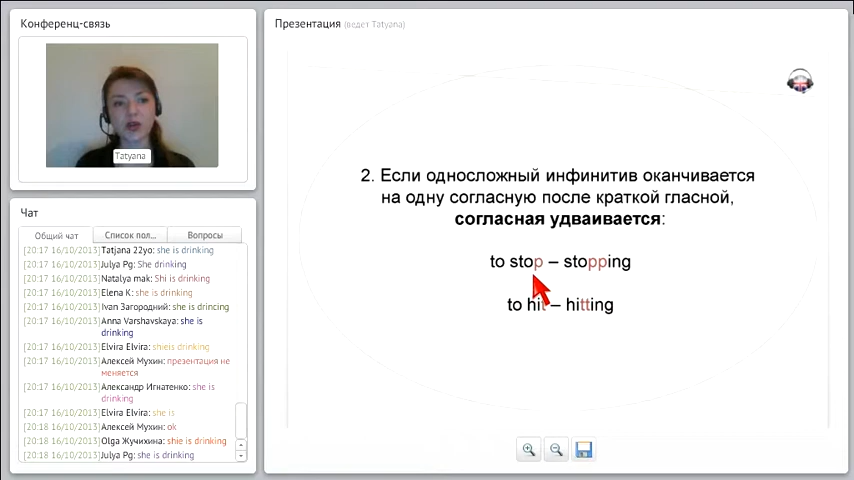 Конференц-связь
Tatyana
Чат
Общий чат
Список пол...
Вопросы
[20:17 16/10/2013]Tatjana 22yo: she is drinking
[20:17 16/10/2013]Julya Pg: She drinking
[20:17 16/10/2013]Natalya mak: Shi is drinking
[20:17 16/10/2013]Elena K: she is drinking
[20:17 16/10/2013]Ivan Загородний: she is drincing
[20:17 16/10/2013]Anna Varshavskaya: she is
drinking
[20:17 16/10/2013]Elvira Elvira: shieis drinking
[20:17 16/10/2013]Алексей Мухин: презентация не
меняется
[20:17 16/10/2013]Александр Игнатенко: she is
drinking
[20:17 16/10/2013]Elvira Elvira: she is
[20:18 16/10/2013]Алексей Мухин: ok
[20:18 16/10/2013]Olga Жучихина: shie is drinking
[20:18 16/10/2013]Julya Pg: she is drinking
Презентация (ведет Tatyana)
2. Если односложный инфинитив оканчивается
на одну согласную после краткой гласной,
согласная удваивается:
to stop – stopping
to hit – hitting